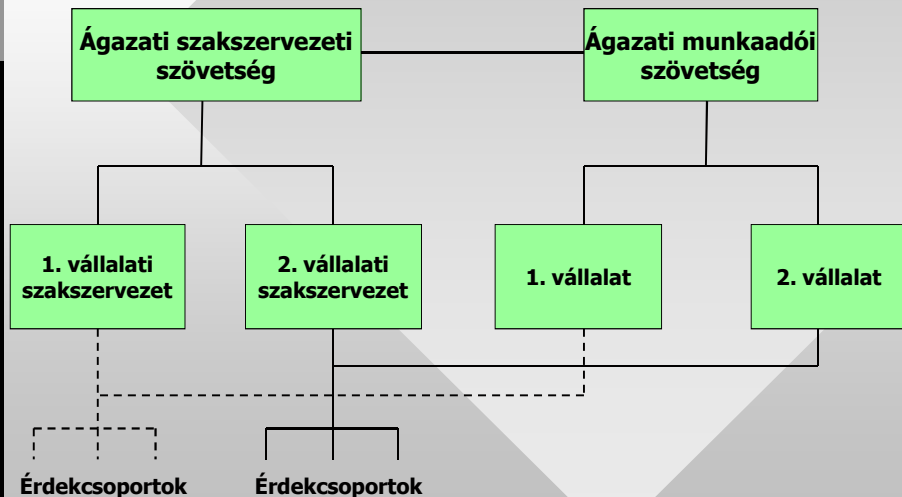 Ágazati szakszervezeti
szövetség
Ágazati munkaadói
szövetség
1. vállalati
szakszervezet
2. vállalati
szakszervezet
1. vállalat
2. vállalat
Érdekcsoportok
Érdekcsoportok